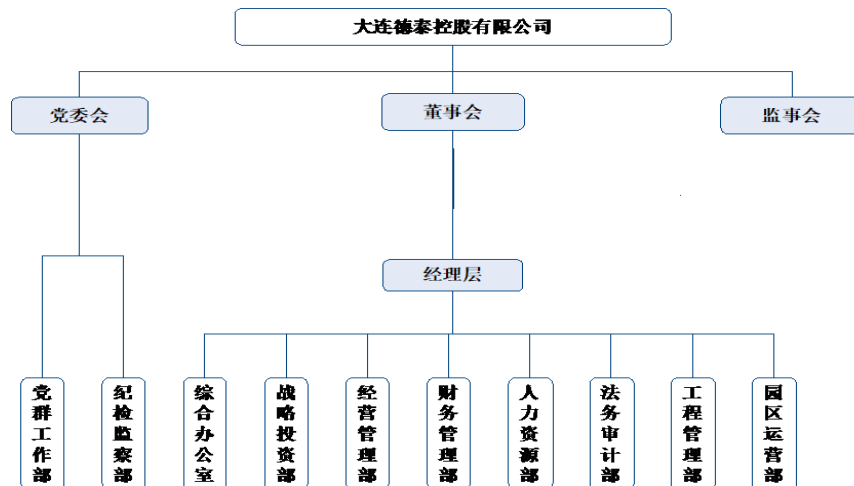 大连德泰控股有限公司
党委会
董事会
监事会
经理层
党群工作部
纪检监察部
综合办公室
战略投资部
经营管理部
财务管理部
人力资源部
法务审计部
工程管理部
园区运营部